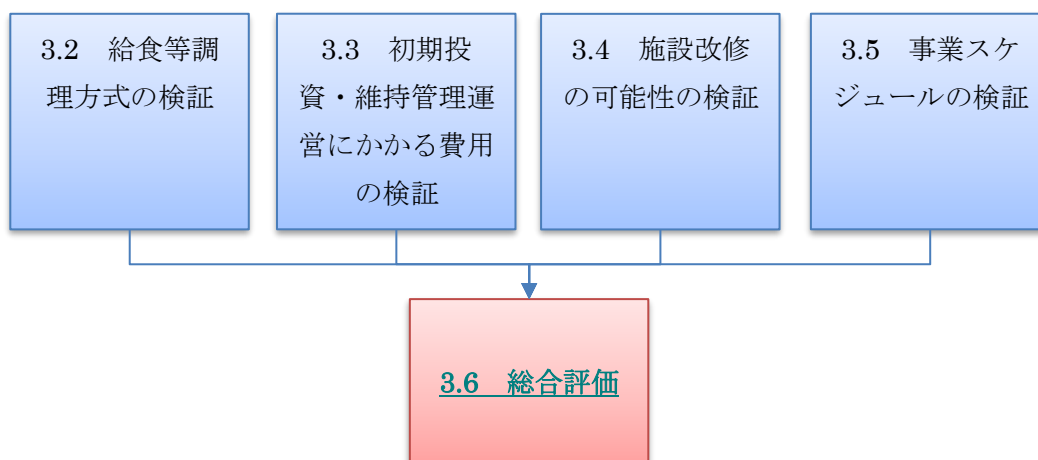 3.2　給食等調
理方式の検証
3.3　初期投
資・維持管理運
営にかかる費用
の検証
3.4　施設改修
の可能性の検証
3.5　事業スケ
ジュールの検証
3.6　総合評価